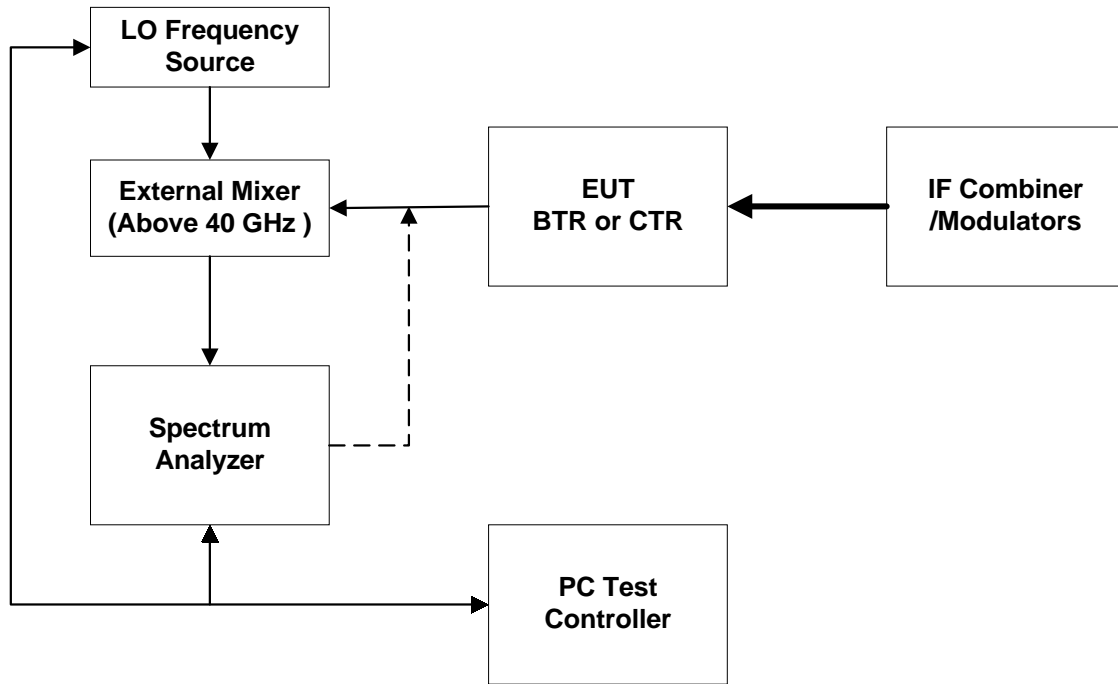 LO Frequency
Source
External Mixer
(Above 40 GHz )
EUT
BTR or CTR
IF Combiner
/Modulators
Spectrum
Analyzer
PC Test
Controller